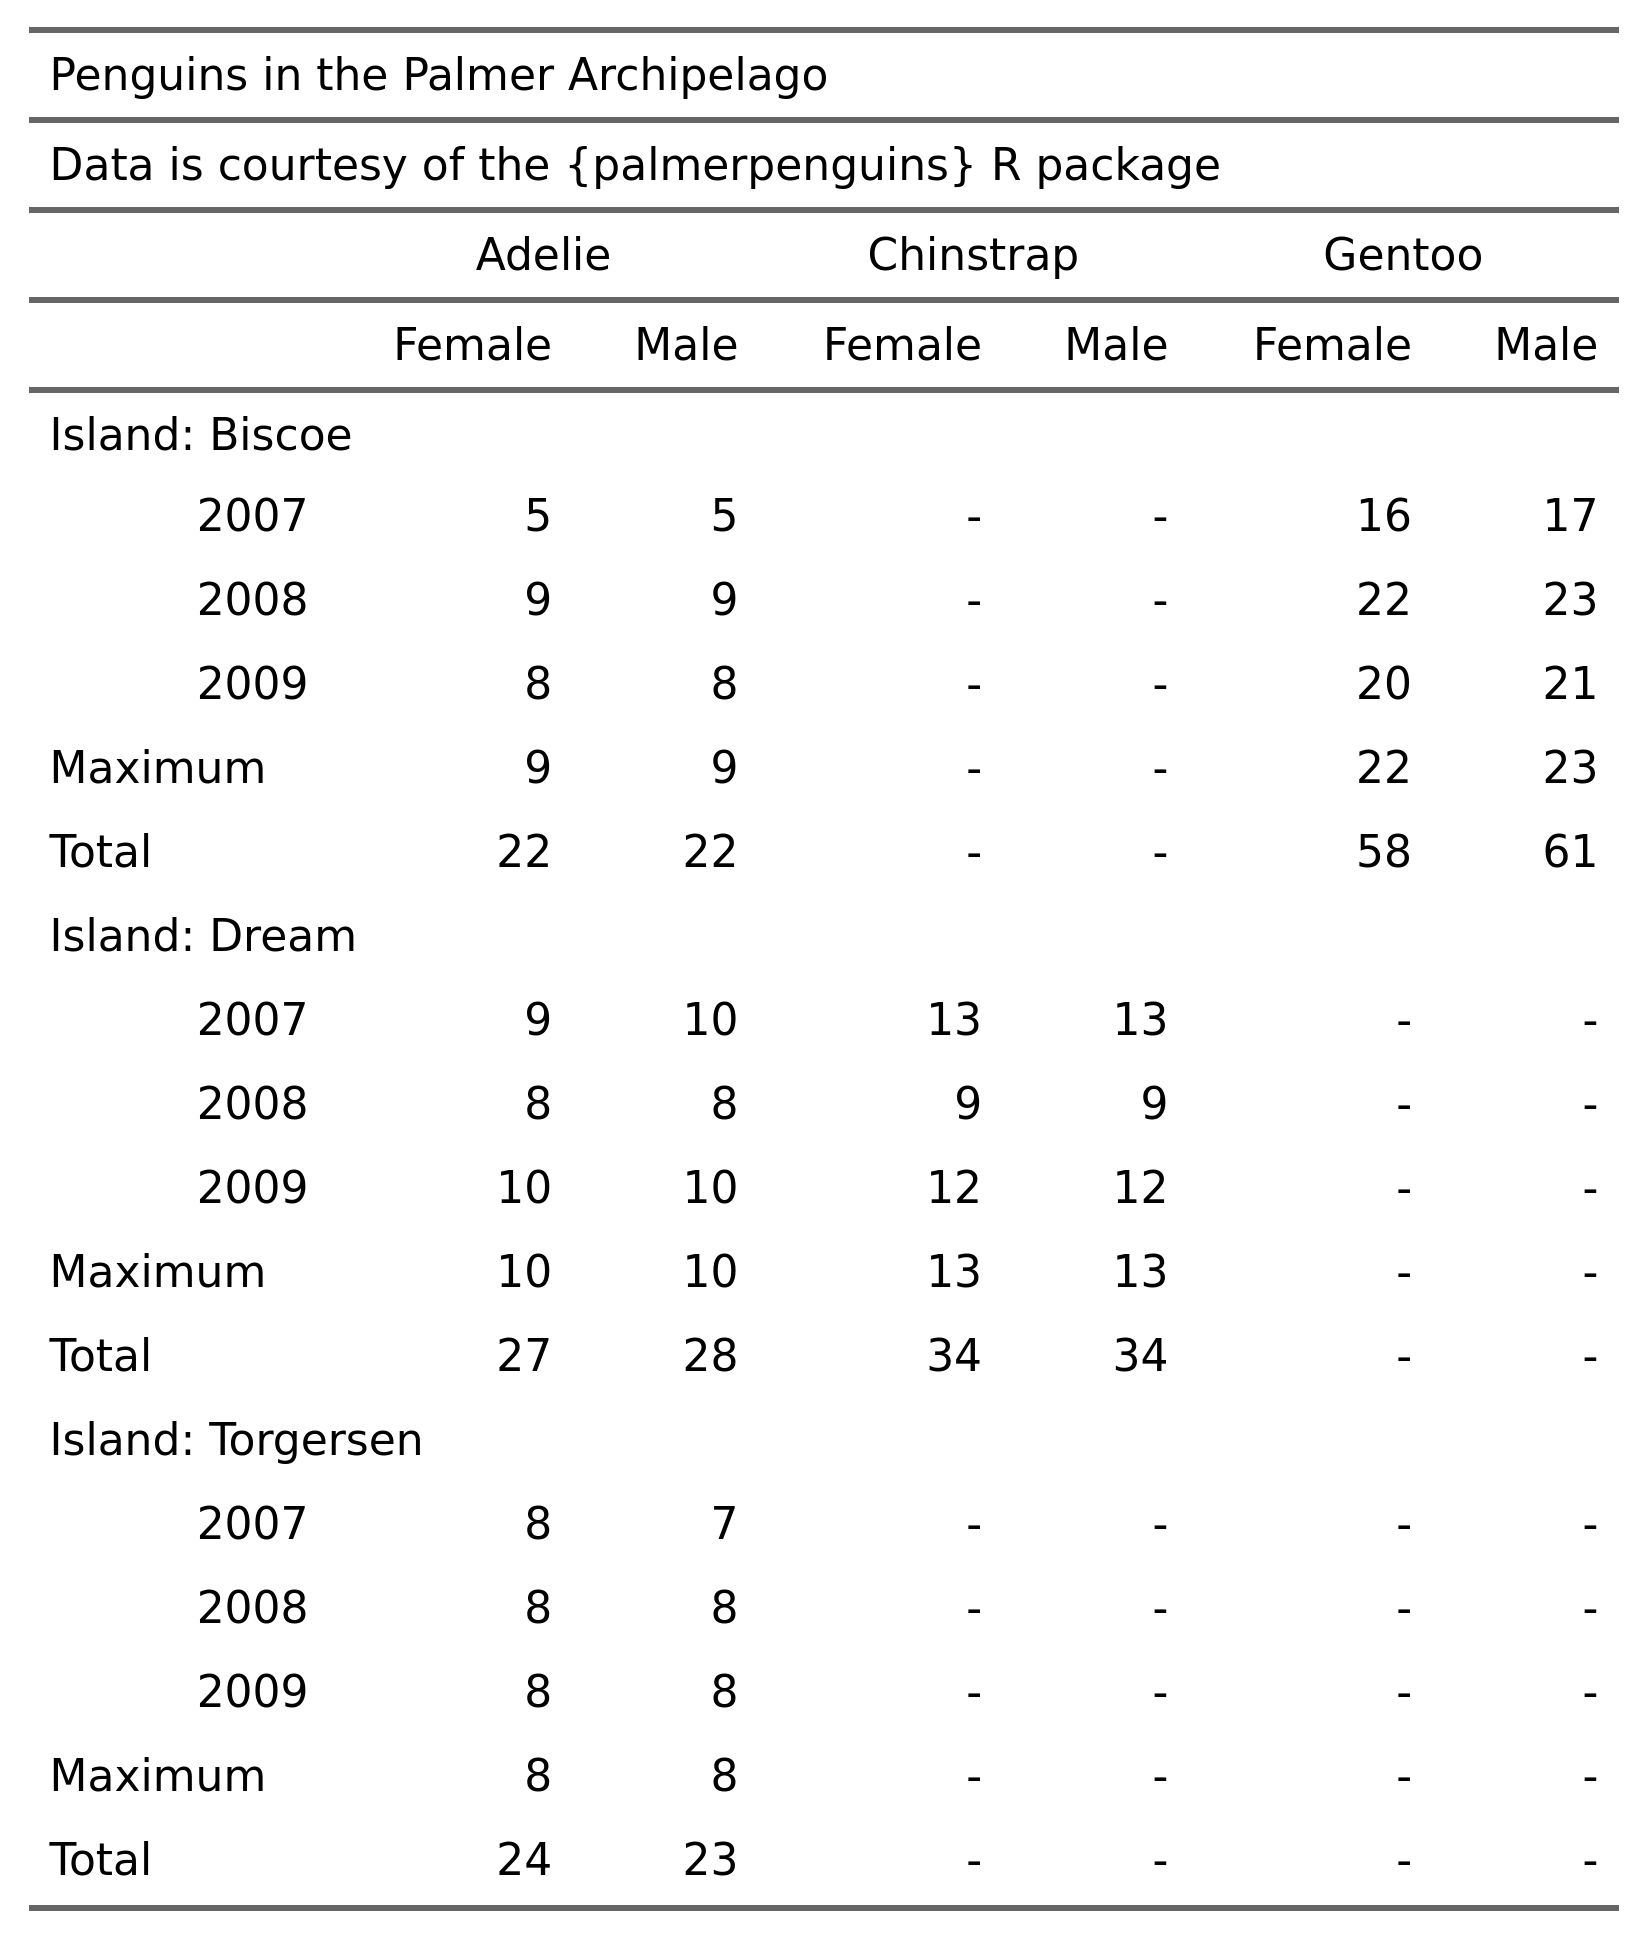 Penguins in the Palmer Archipelago
Data is courtesy of the {palmerpenguins} R package
Adelie Chinstrap Gentoo
Female Male Female Male Female Male
Island: Biscoe
2007 5 5 - - 16 17
2008 9 9 - - 22 23
2009 8 8 - - 20 21
Maximum 9 9 - - 22 23
Total 22 22 - - 58 61
Island: Dream
2007 9 10 13 13 - -
2008 8 8 9 9 - -
2009 10 10 12 12 - -
Maximum 10 10 13 13 - -
Total 27 28 34 34 - -
Island: Torgersen
2007 8 7 - - - -
2008 8 8 - - - -
2009 8 8 - - - -
Maximum 8 8 - - - -
Total 24 23 - - - -